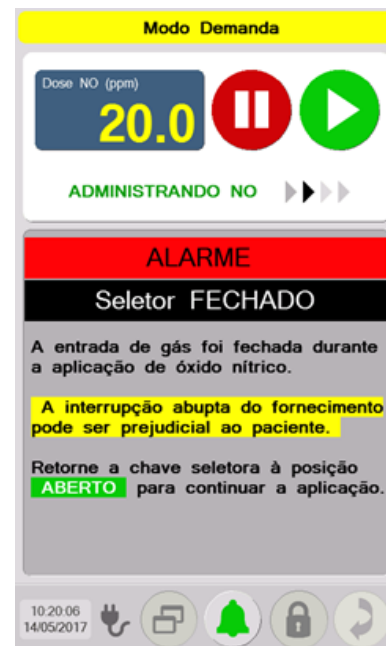 Modo Demanda
Dose NO (ppm)
20.0
ADMINISTRANDO NO
ALARME
Seletor FECHADO
A entrada de gás foi fechada durante
a aplicação de óxido nítrico.
A interrupção abupta do fornecimento
pode ser prejudicial ao paciente.
Retorne a chave seletora à posição
ABERTO para continuar a aplicação.
10:20:06
14/05/2017